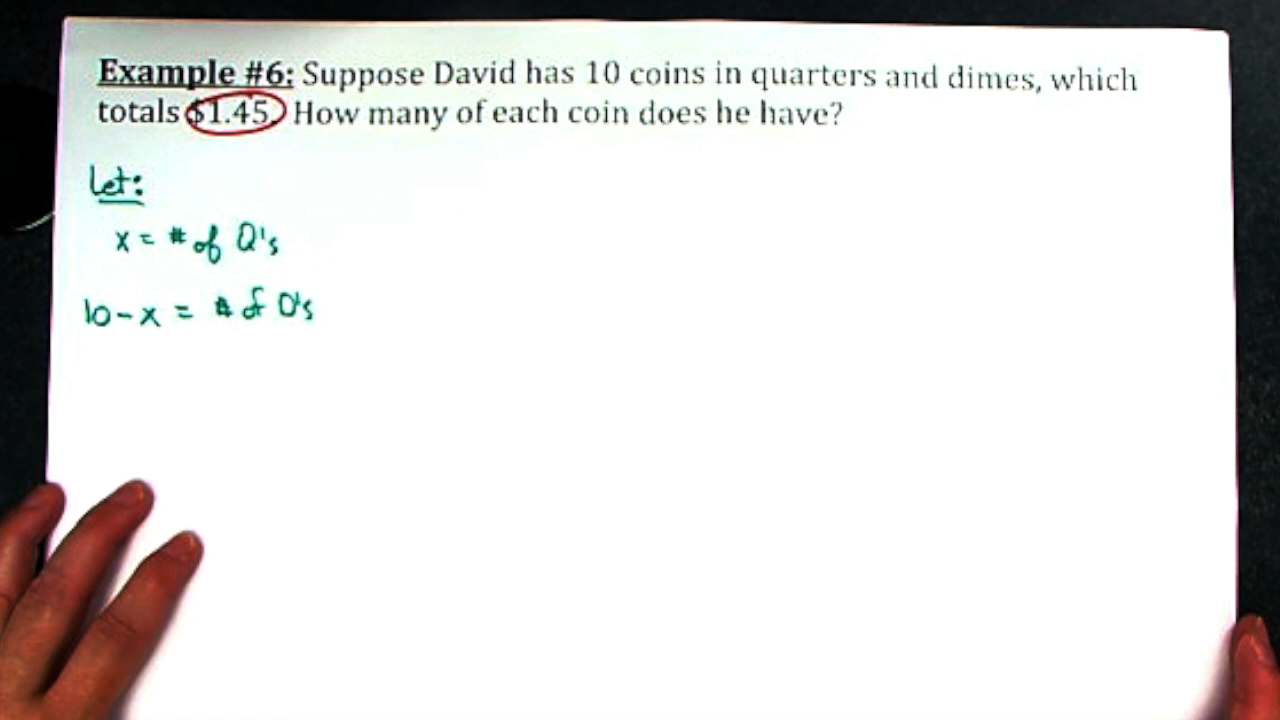 Example #6: Suppose David has 10 coins in quarters and dimes, which
totals $1.45. How many of each coin does he have?
Let:
x = # of Q's
10-x = # of D's